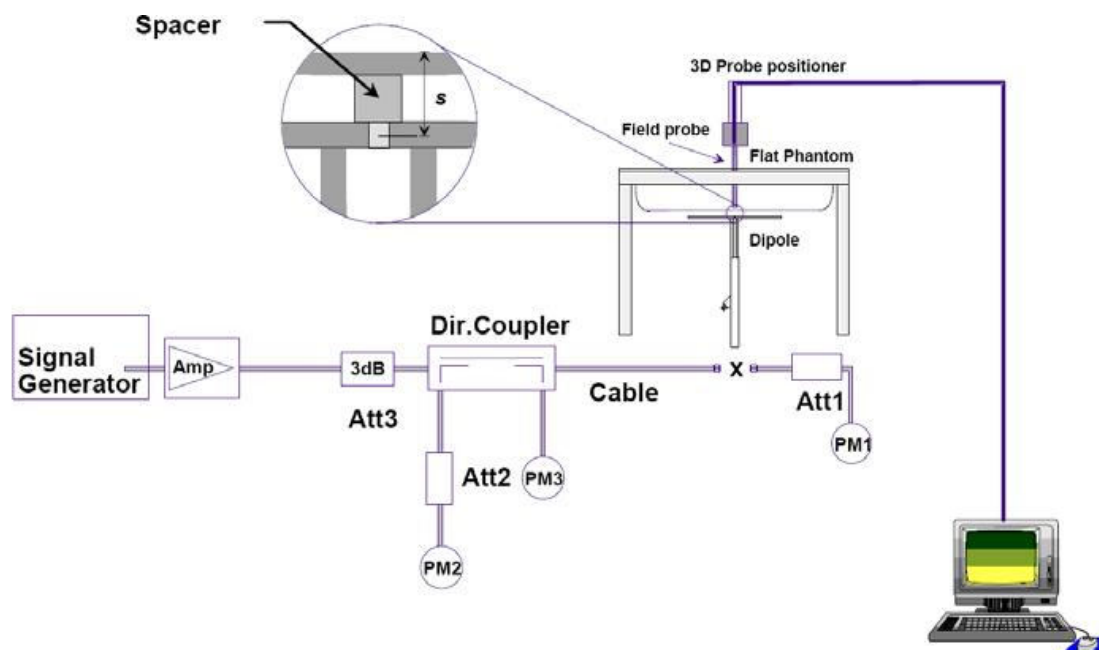 Spacer
s
3D Probe positioner
Field probe
Flat Phantom
Dipole
Signal
Generator
Amp
3dB
Att3
Dir.Coupler
Cable
x
Att1
PM1
Att2
PM3
PM2